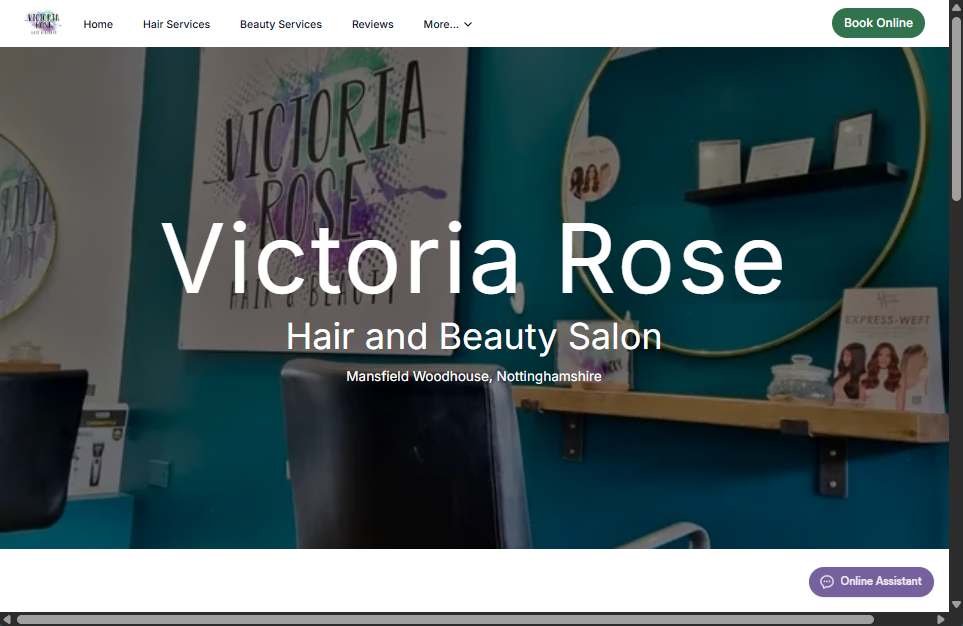 VICTORIA
ROSE
Home
Hair Services
Beauty Services
Reviews
More...
Book Online
VICTORIA
ROSE
HAIR & BEAUTY
Victoria Rose
Hair and Beauty Salon
Mansfield Woodhouse, Nottinghamshire
EXPRESS-WEFT
VICKY
Online Assistant